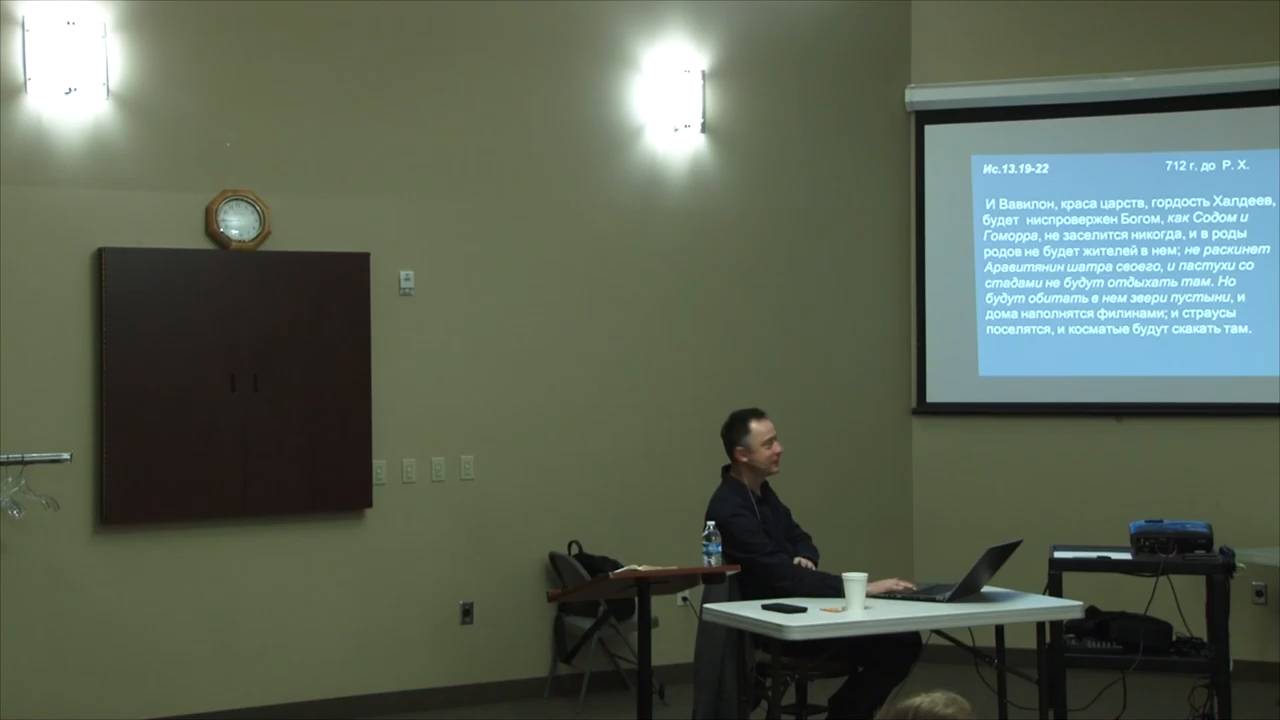 Ис.13.19-22 712 г. до Р. Х.
И Вавилон, краса царств, гордость Халдеев,
будет ниспровержен Богом, как Содом и
Гоморра, не заселится никогда, и в роды
родов не будет жителей в нем; не раскинет
Аравитянин шатра своего, и пастухи со
стадами не будут отдыхать там. Но
будут обитать в нем звери пустыни, и
дома наполнятся филинами; и страусы
поселятся, и косматые будут скакать там.